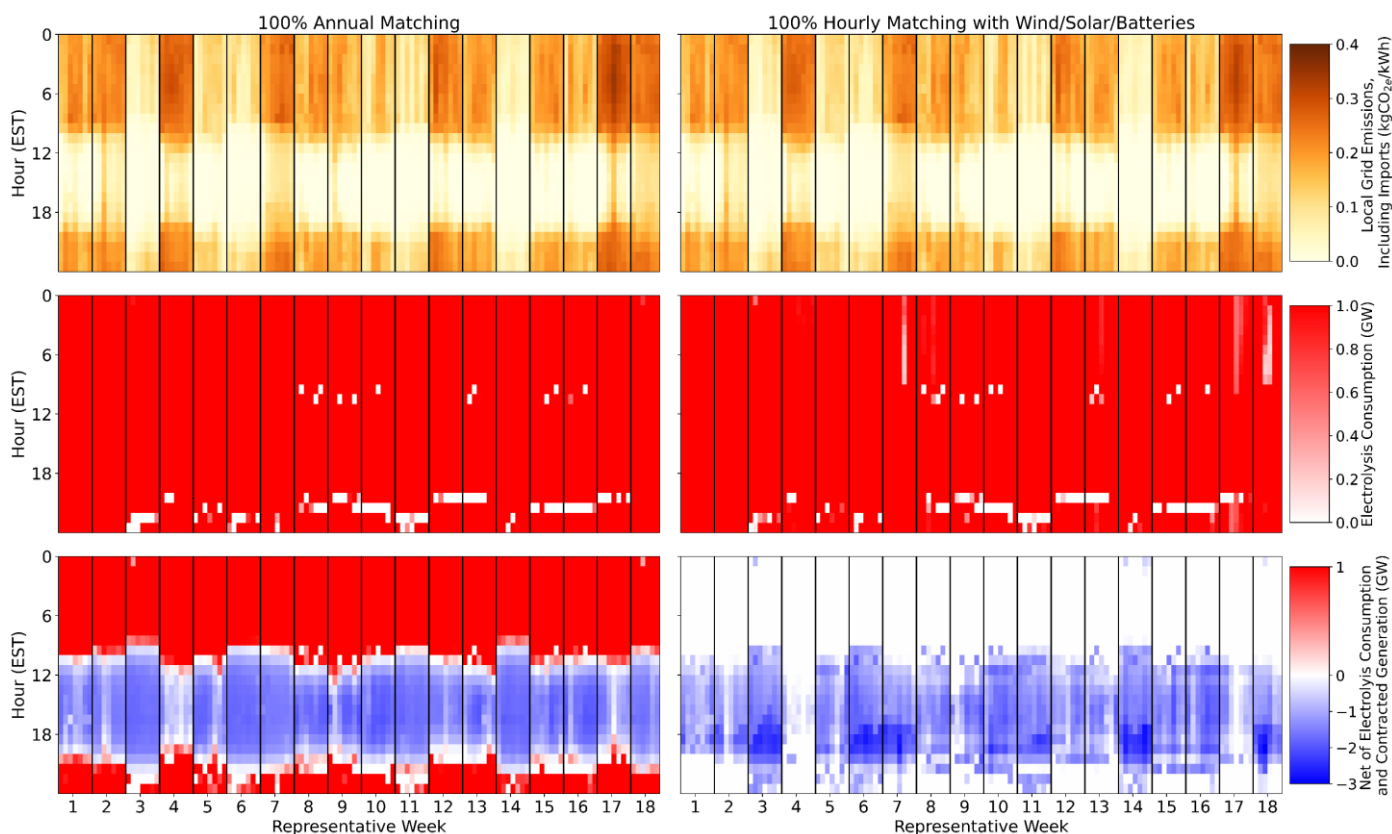 100% Annual Matching
100% Hourly Matching with Wind/Solar/Batteries
Hour (EST)
0
6
12
18
0.4
0.3
0.2
0.1
0.0
Local Grid Emissions,
Including Imports (kgCO2e/kWh)
Hour (EST)
0
6
12
18
1.0
0.8
0.6
0.4
0.2
0.0
Electrolysis Consumption (GW)
Hour (EST)
0
6
12
18
1
0
−1
−2
−3
Net of Electrolysis Consumption
and Contracted Generation (GW)
1 2 3 4 5 6 7 8 9 10 11 12 13 14 15 16 17 18
Representative Week
1 2 3 4 5 6 7 8 9 10 11 12 13 14 15 16 17 18
Representative Week